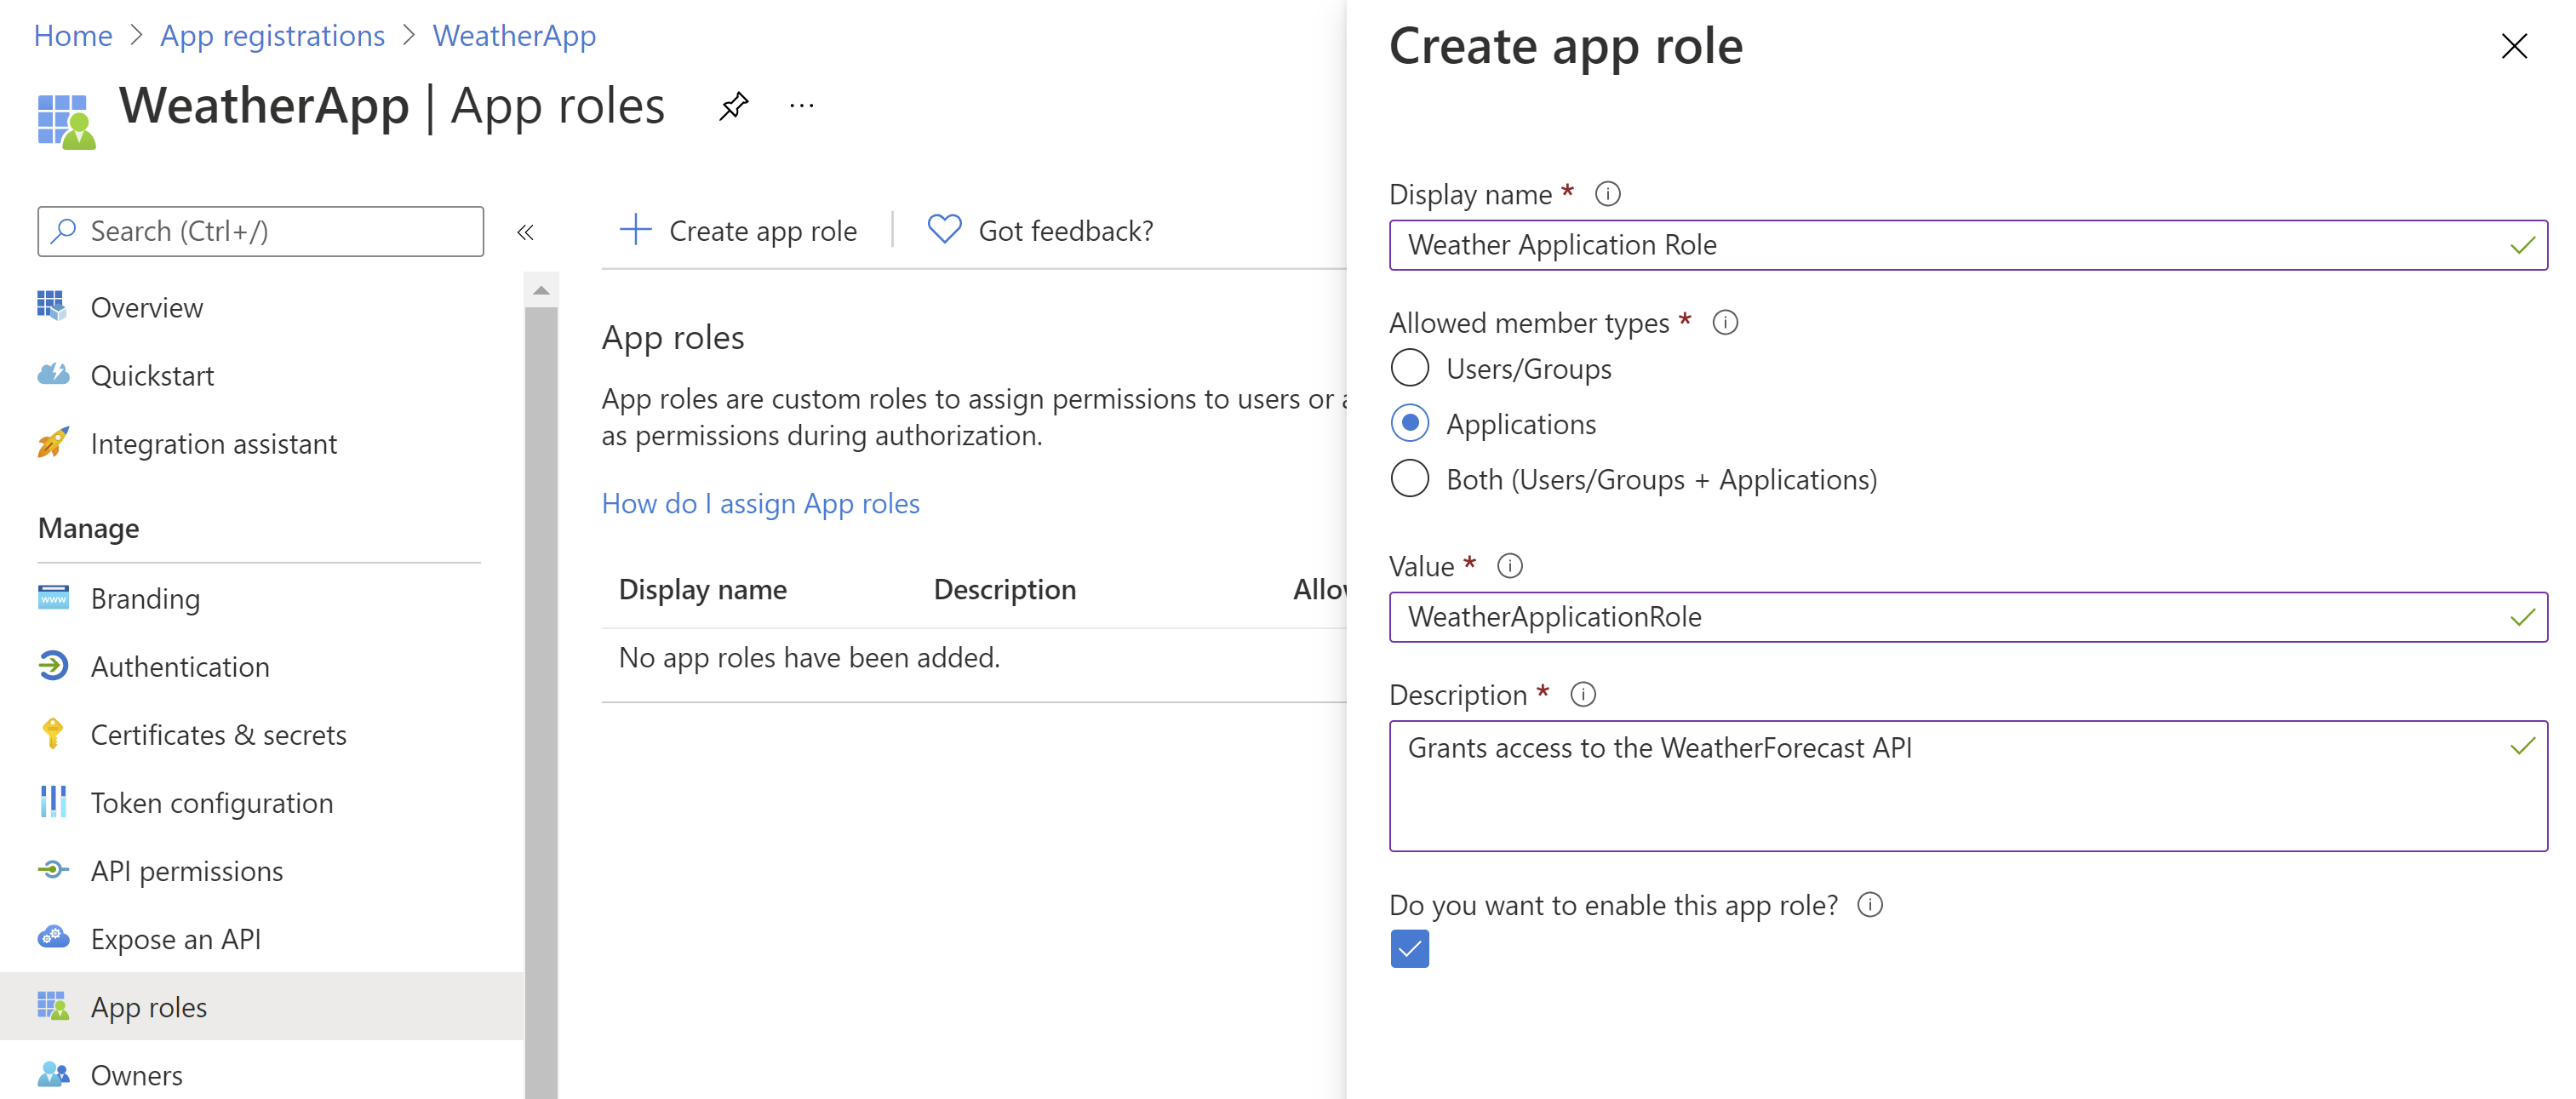 Home > App registrations > WeatherApp
WeatherApp | App roles
Search (Ctrl+/)
Overview
Quickstart
Integration assistant
Manage
Branding
www
Authentication
Certificates & secrets
Token configuration
API permissions
Expose an API
App roles
Owners
Create app role
Got feedback?
App roles
App roles are custom roles to assign permissions to users or
as permissions during authorization.
How do I assign App roles
Display name Description
No app roles have been added.
Create app role
Display name *
Weather Application Role
Allowed member types *
Users/Groups
Applications
Both (Users/Groups + Applications)
Value *
WeatherApplicationRole
Description *
Grants access to the WeatherForecast API
Do you want to enable this app role?